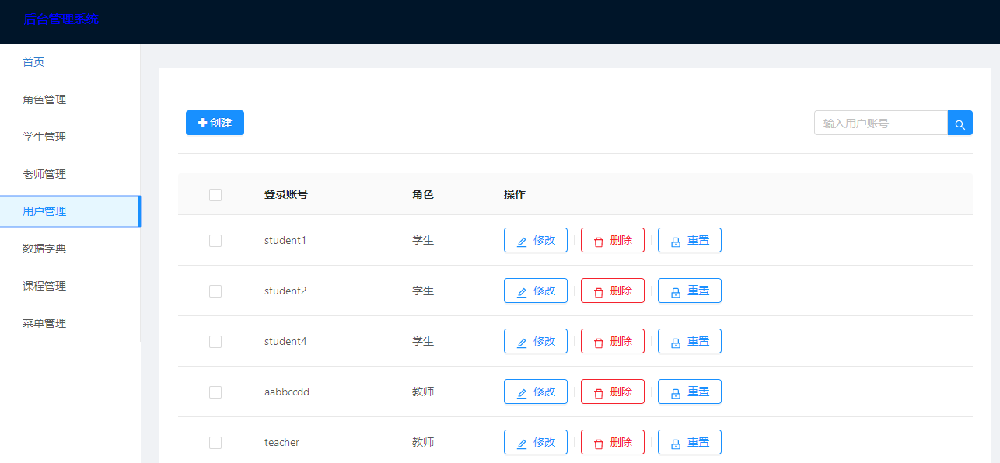 后台管理系统
首页
角色管理
学生管理
老师管理
用户管理
数据字典
课程管理
菜单管理
创建
输入用户账号
登录账号 角色 操作
student1 学生 修改 删除 重置
student2 学生 修改 删除 重置
student4 学生 修改 删除 重置
aabbccdd 教师 修改 删除 重置
teacher 教师 修改 删除 重置